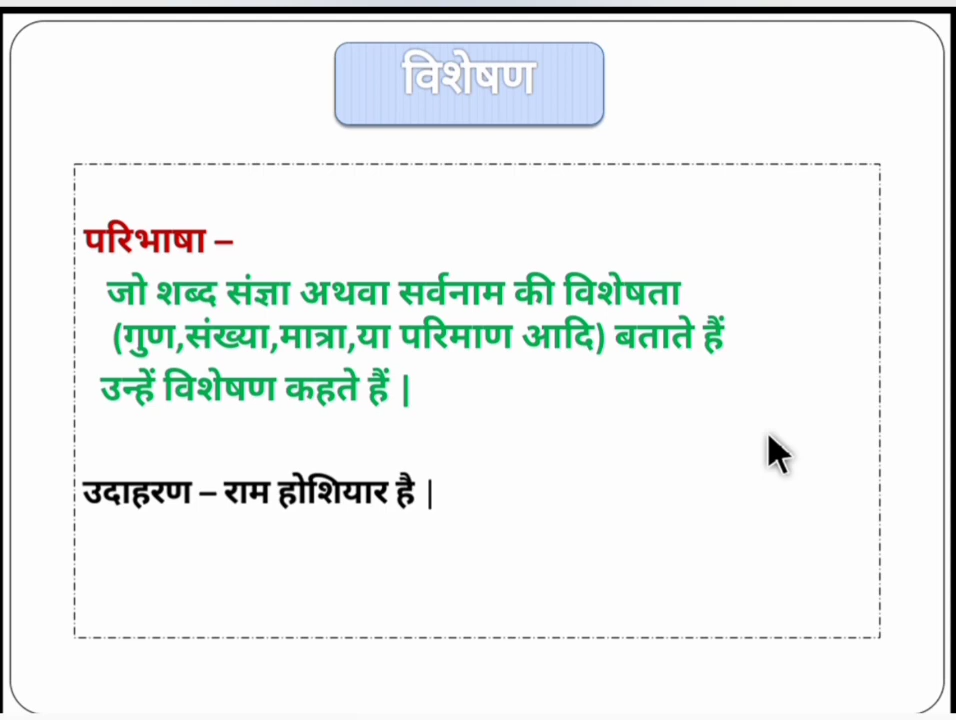 विशेषण
परिभाषा –
जो शब्द संज्ञा अथवा सर्वनाम की विशेषता
(गुण,संख्या,मात्रा,या परिमाण आदि) बताते हैं
उन्हें विशेषण कहते हैं |
उदाहरण – राम होशियार है |